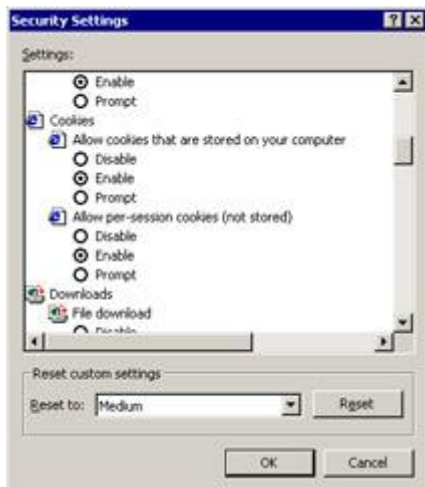 Security Settings
Settings:
Enable
Prompt
Cookies
Allow cookies that are stored on your computer
Disable
Enable
Prompt
Allow per-session cookies (not stored)
Disable
Enable
Prompt
Downloads
File download
Disable
Reset custom settings
Reset to: Medium Reset
OK Cancel